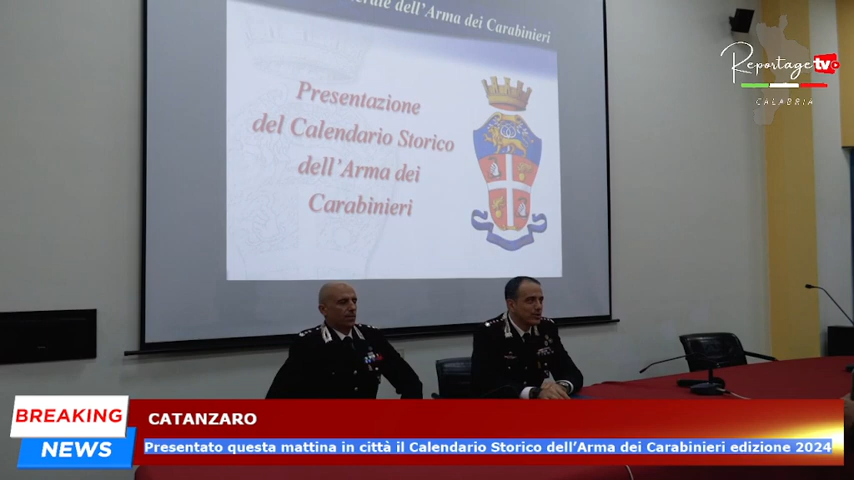 dell'Arma dei Carabinieri
Presentazione
del Calendario Storico
dell'Arma dei
Carabinieri
Reportage tv
CALABRIA
BREAKING
NEWS
CATANZARO
Presentato questa mattina in città il Calendario Storico dell'Arma dei Carabinieri edizione 2024